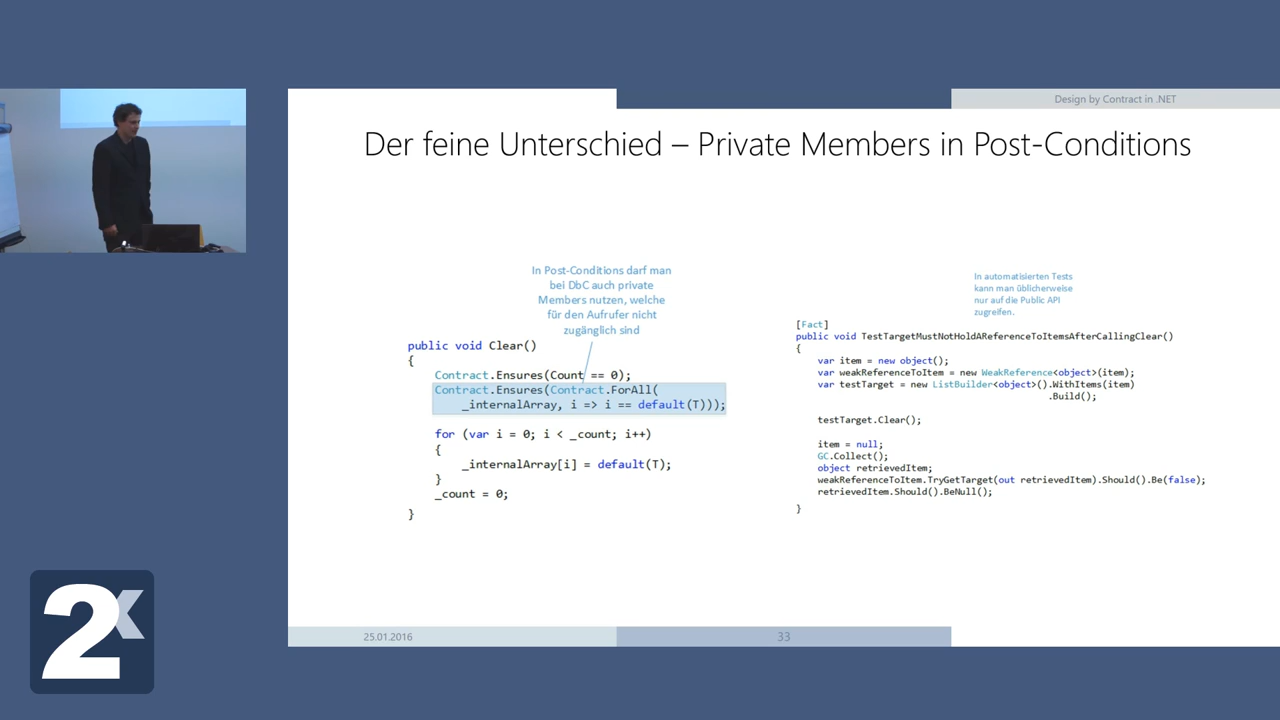 Design by Contract in .NET
Der feine Unterschied – Private Members in Post-Conditions
In Post-Conditions darf man
bei DbC auch private
Members nutzen, welche
für den Aufrufer nicht
zugänglich sind
public void Clear()
{
Contract.Ensures(Count == 0);
Contract.Ensures(Contract.ForAll(
_internalArray, i => i == default(T)));
for (var i = 0; i < _count; i++)
{
_internalArray[i] = default(T);
}
_count = 0;
}
In automatisierten Tests
kann man üblicherweise
nur auf die Public API
zugreifen.
[Fact]
public void TestTargetMustNotHoldAReferenceToItemsAfterCallingClear()
{
var item = new object();
var weakReferenceToItem = new WeakReference<object>(item);
var testTarget = new ListBuilder<object>().WithItems(item)
.Build();
testTarget.Clear();
item = null;
GC.Collect();
object retrievedItem;
weakReferenceToItem.TryGetTarget(out retrievedItem).Should().Be(false);
retrievedItem.Should().BeNull();
}
25.01.2016
33
2x